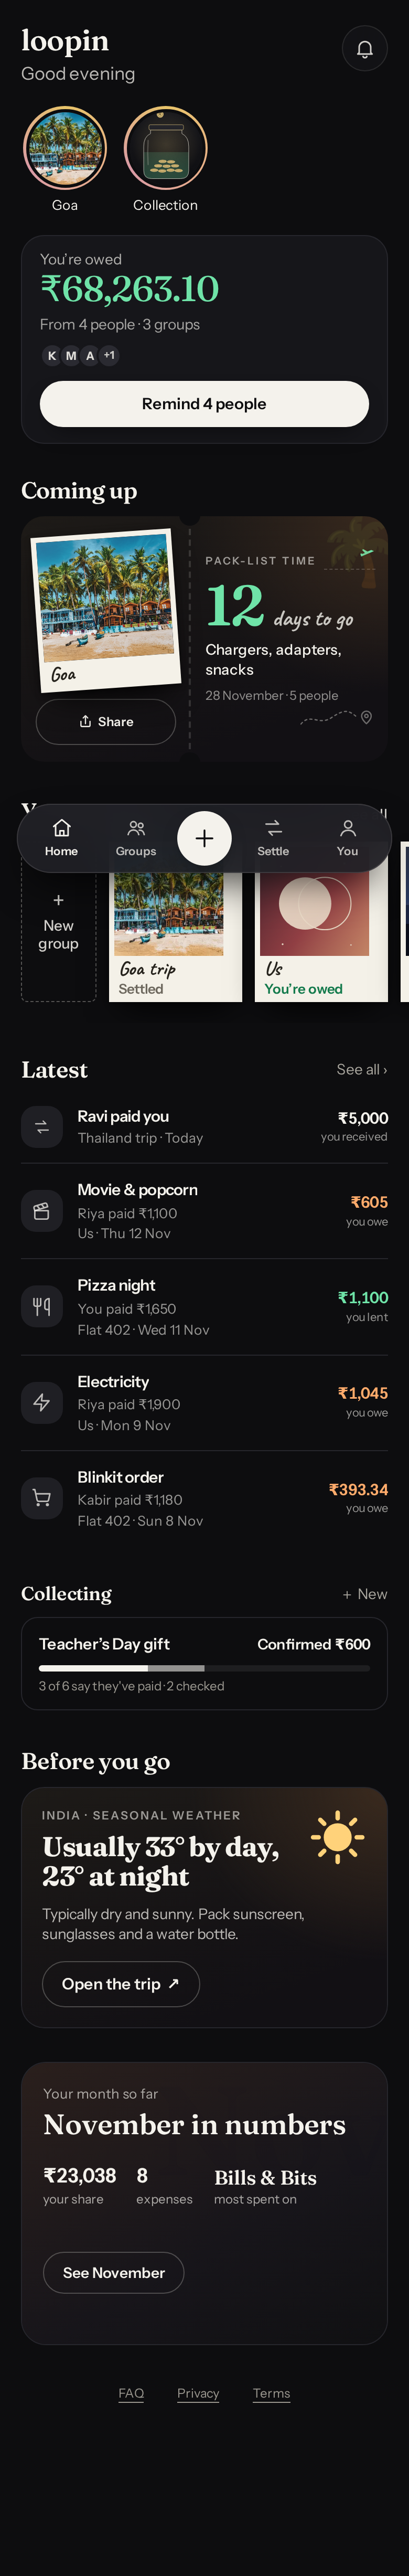 loopin
Good evening
Goa
Collection
You're owed
₹68,263.10
From 4 people · 3 groups
K M A +1
Remind 4 people
Coming up
PACK-LIST TIME
12 days to go
Chargers, adapters,
snacks
28 November · 5 people
Goa
Share
Home
Groups
+
Settle
You
+
New
group
Goa trip
Settled
Us
You're owed
Latest
See all ›
Ravi paid you
₹5,000
Thailand trip · Today
you received
Movie & popcorn
₹605
Riya paid ₹1,100
you owe
Us · Thu 12 Nov
Pizza night
₹1,100
You paid ₹1,650
you lent
Flat 402 · Wed 11 Nov
Electricity
₹1,045
Riya paid ₹1,900
you owe
Us · Mon 9 Nov
Blinkit order
₹393.34
Kabir paid ₹1,180
you owe
Flat 402 · Sun 8 Nov
Collecting
+ New
Teacher's Day gift
Confirmed ₹600
3 of 6 say they've paid · 2 checked
Before you go
INDIA · SEASONAL WEATHER
Usually 33° by day,
23° at night
Typically dry and sunny. Pack sunscreen,
sunglasses and a water bottle.
Open the trip ↗
Your month so far
November in numbers
₹23,038
your share
8
expenses
Bills & Bits
most spent on
See November
FAQ
Privacy
Terms